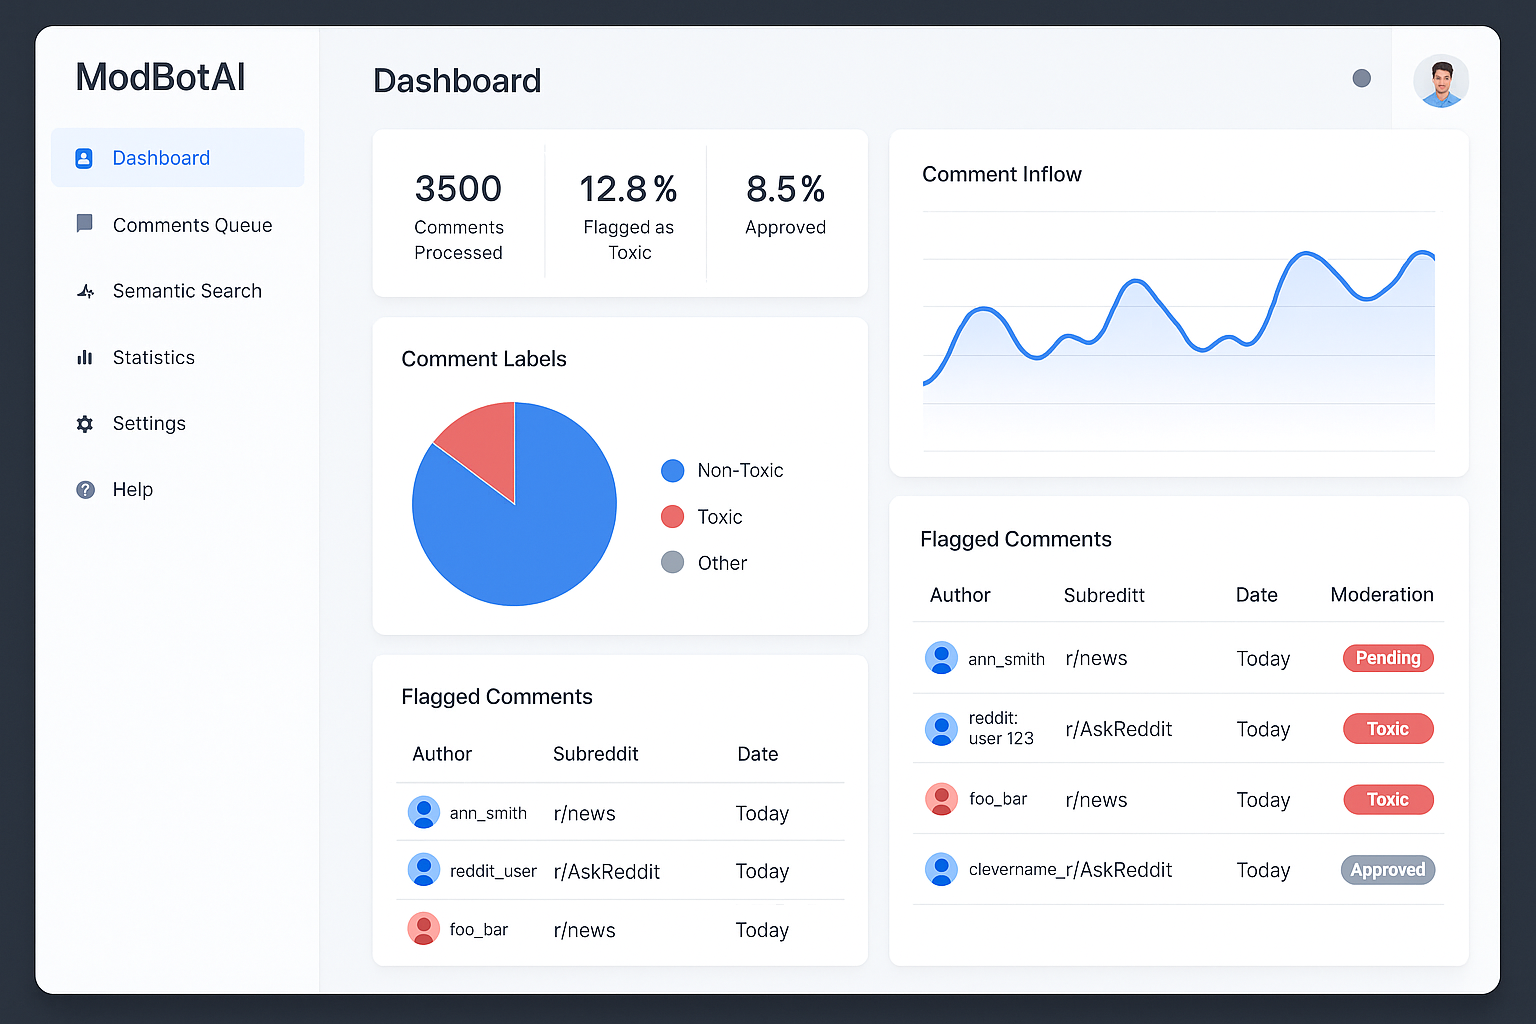 ModBotAI
Dashboard
Comments Queue
Semantic Search
Statistics
Settings
Help
Dashboard
3500
Comments
Processed
12.8%
Flagged as
Toxic
8.5%
Approved
Comment Labels
Non-Toxic
Toxic
Other
Flagged Comments
Author Subreddit Date
ann_smith r/news Today
reddit_user r/AskReddit Today
foo_bar r/news Today
Comment Inflow
Flagged Comments
Author Subreditt Date Moderation
ann_smith r/news Today Pending
reddit:
user 123 r/AskReddit Today Toxic
foo_bar r/news Today Toxic
clevername_r/AskReddit Today Approved